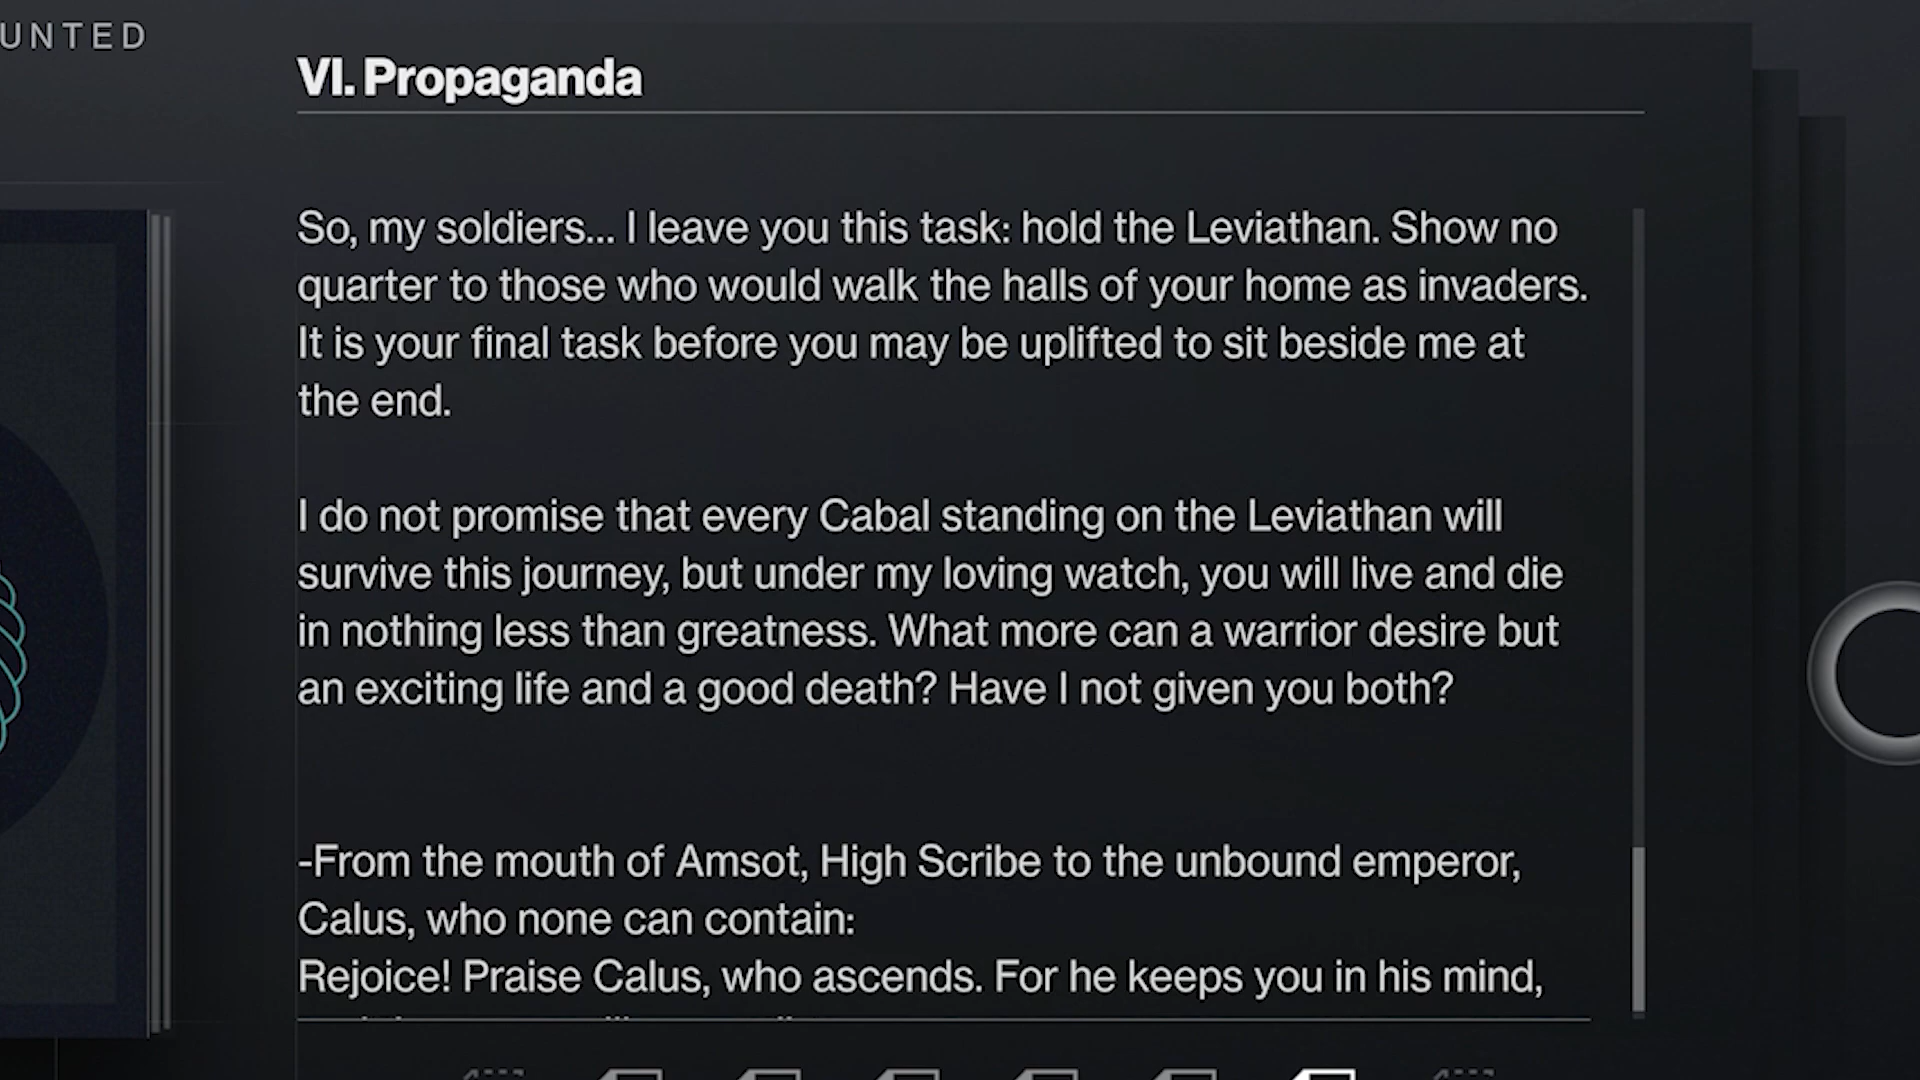 UNTED
VI. Propaganda
So, my soldiers... I leave you this task: hold the Leviathan. Show no
quarter to those who would walk the halls of your home as invaders.
It is your final task before you may be uplifted to sit beside me at
the end.
I do not promise that every Cabal standing on the Leviathan will
survive this journey, but under my loving watch, you will live and die
in nothing less than greatness. What more can a warrior desire but
an exciting life and a good death? Have I not given you both?
-From the mouth of Amsot, High Scribe to the unbound emperor,
Calus, who none can contain:
Rejoice! Praise Calus, who ascends. For he keeps you in his mind,